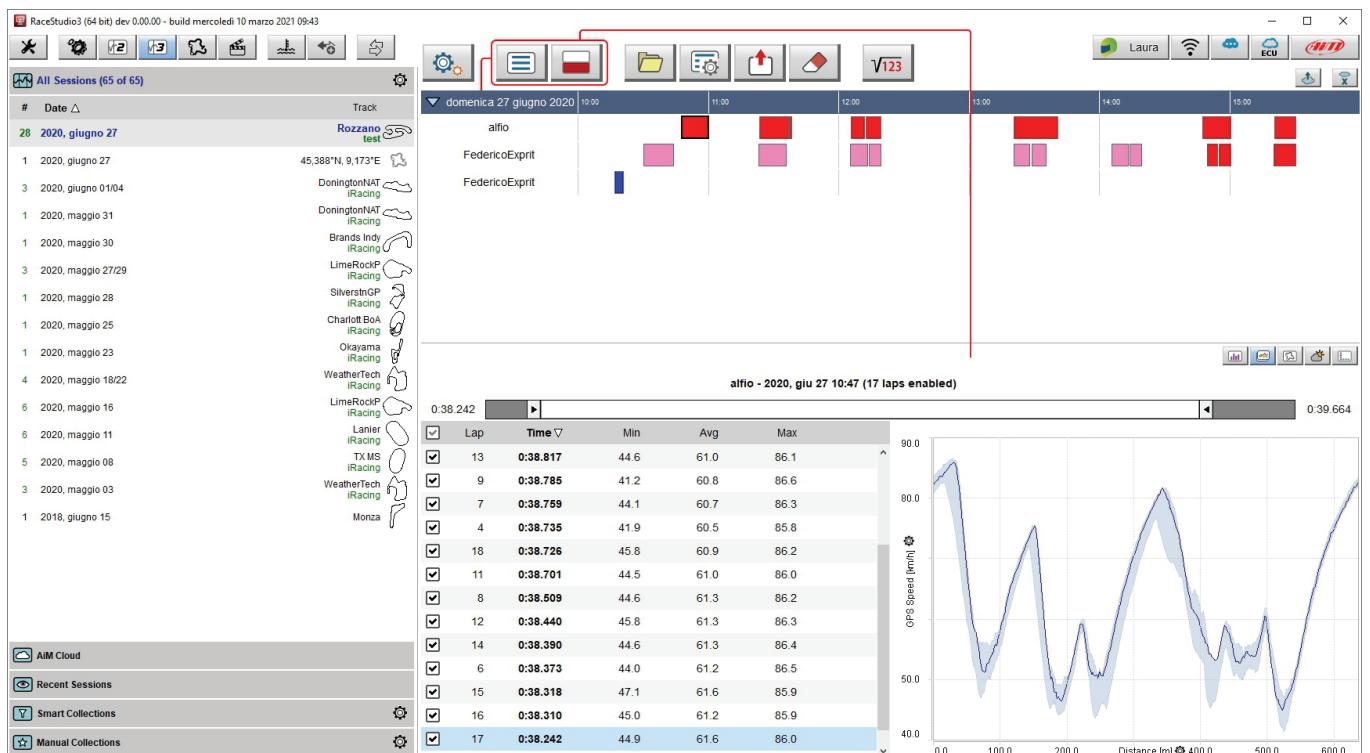 RaceStudio3 (64 bit) dev 0.00.00 - build mercoledì 10 marzo 2021 09:43
2 3 √123 Laura ECU AiM
All Sessions (65 of 65)
# Date △ Track
28 2020, giugno 27 Rozzano
test
1 2020, giugno 27 45,388°N, 9,173°E
3 2020, giugno 01/04 DoningtonNAT
iRacing
1 2020, maggio 31 DoningtonNAT
iRacing
1 2020, maggio 30 Brands Indy
iRacing
3 2020, maggio 27/29 LimeRockP
iRacing
1 2020, maggio 28 SilverstnGP
iRacing
1 2020, maggio 25 Charlott BoA
iRacing
1 2020, maggio 23 Okayama
iRacing
4 2020, maggio 18/22 WeatherTech
iRacing
6 2020, maggio 16 LimeRockP
iRacing
6 2020, maggio 11 Lanier
iRacing
5 2020, maggio 08 TX MS
iRacing
3 2020, maggio 03 WeatherTech
iRacing
1 2018, giugno 15 Monza
AiM Cloud
Recent Sessions
Smart Collections
Manual Collections
domenica 27 giugno 2020 10:00 11:00 12:00 13:00 14:00 15:00
alfio
FedericoExprit
FedericoExprit
alfio - 2020, giu 27 10:47 (17 laps enabled)
0:38.242 0:39.664
Lap Time ▽ Min Avg Max
13 0:38.817 44.6 61.0 86.1
9 0:38.785 41.2 60.8 86.6
7 0:38.759 44.1 60.7 86.3
4 0:38.735 41.9 60.5 85.8
18 0:38.726 45.8 60.9 86.2
11 0:38.701 44.5 61.0 86.0
8 0:38.509 44.6 61.3 86.2
12 0:38.440 45.8 61.3 86.3
14 0:38.390 44.6 61.3 86.4
6 0:38.373 44.0 61.2 86.5
15 0:38.318 47.1 61.6 85.9
16 0:38.310 45.0 61.2 85.9
17 0:38.242 44.9 61.6 86.0
90.0
80.0
GPS Speed [km/h]
50.0
40.0
0.0 100.0 200.0 Distance [m] 400.0 500.0 600.0